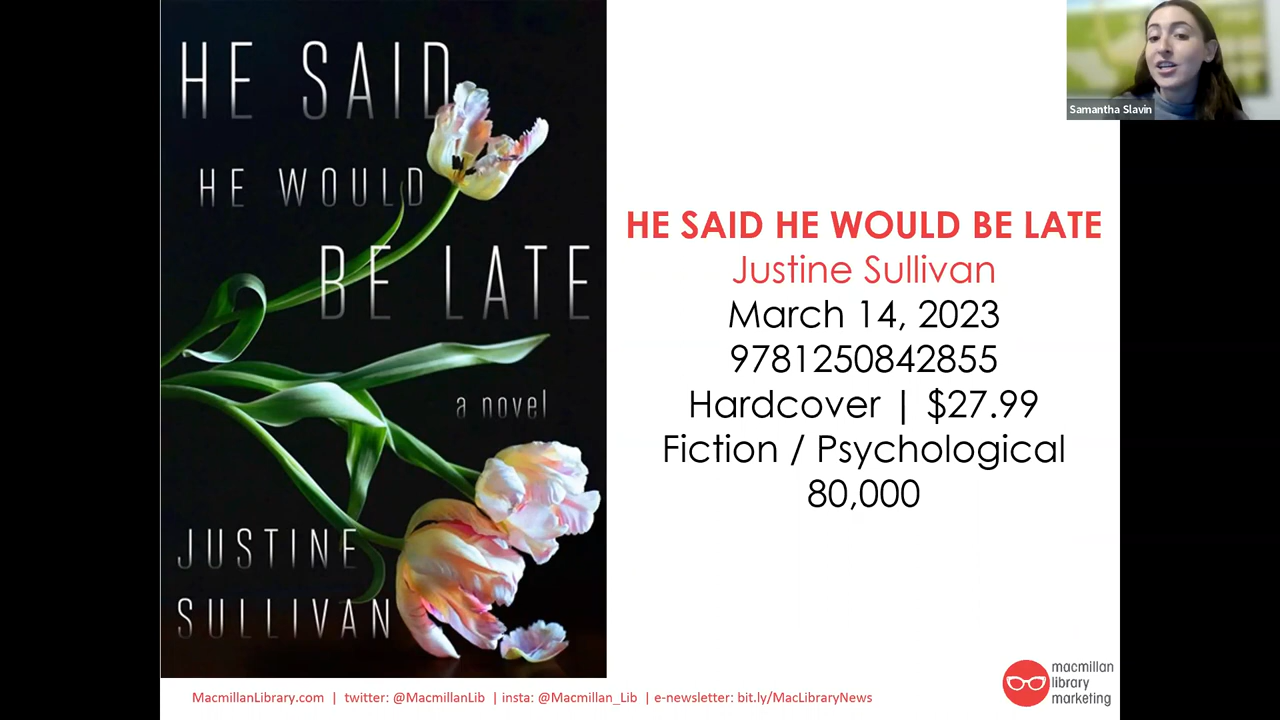 HE SAID
HE WOULD
BE LATE
a novel
JUSTINE
SULLIVAN
HE SAID HE WOULD BE LATE
Justine Sullivan
March 14, 2023
9781250842855
Hardcover | $27.99
Fiction / Psychological
80,000
Samantha Slavin
MacmillanLibrary.com | twitter: @MacmillanLib | insta: @Macmillan_Lib | e-newsletter: bit.ly/MacLibraryNews
macmillan
library
marketing